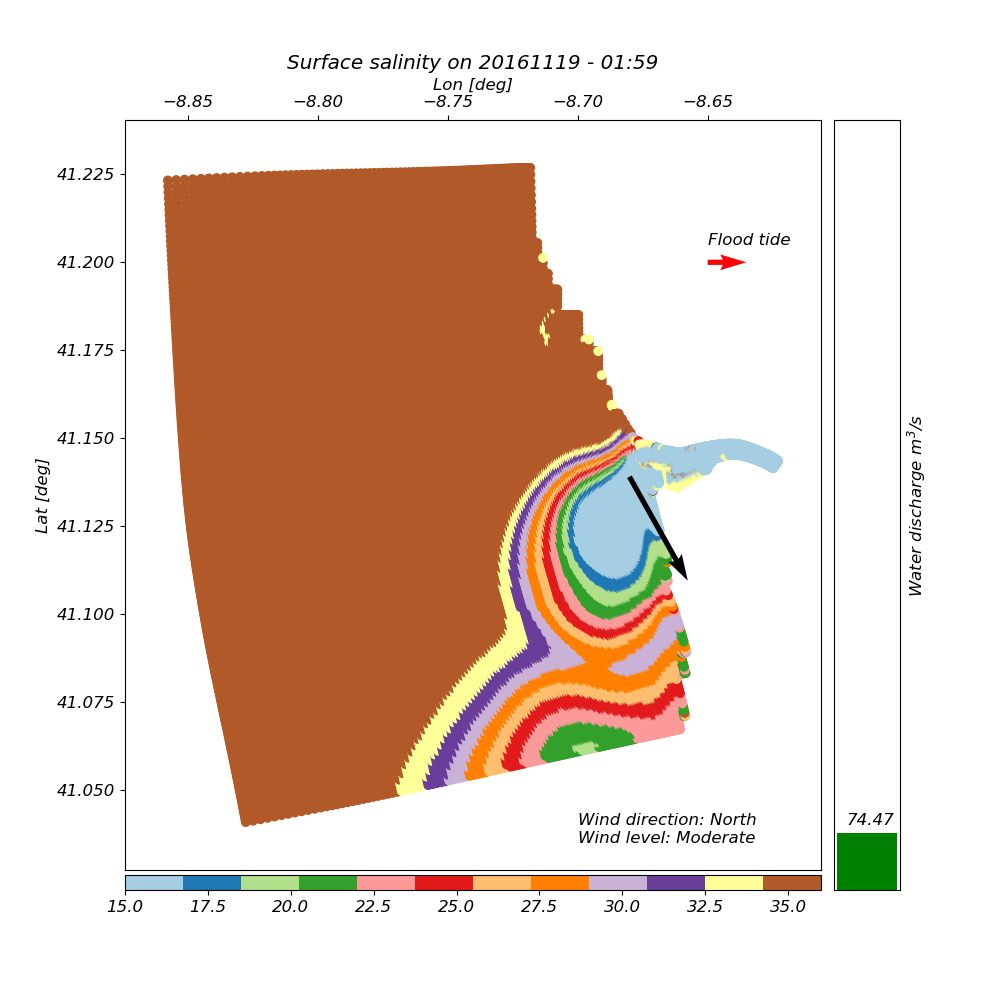 Surface salinity on 20161119 - 01:59
Lon [deg]
−8.85 −8.80 −8.75 −8.70 −8.65
41.225
41.200
41.175
41.150
41.125
41.100
41.075
41.050
Lat [deg]
Flood tide
Wind direction: North
Wind level: Moderate
74.47
Water discharge m³/s
15.0 17.5 20.0 22.5 25.0 27.5 30.0 32.5 35.0